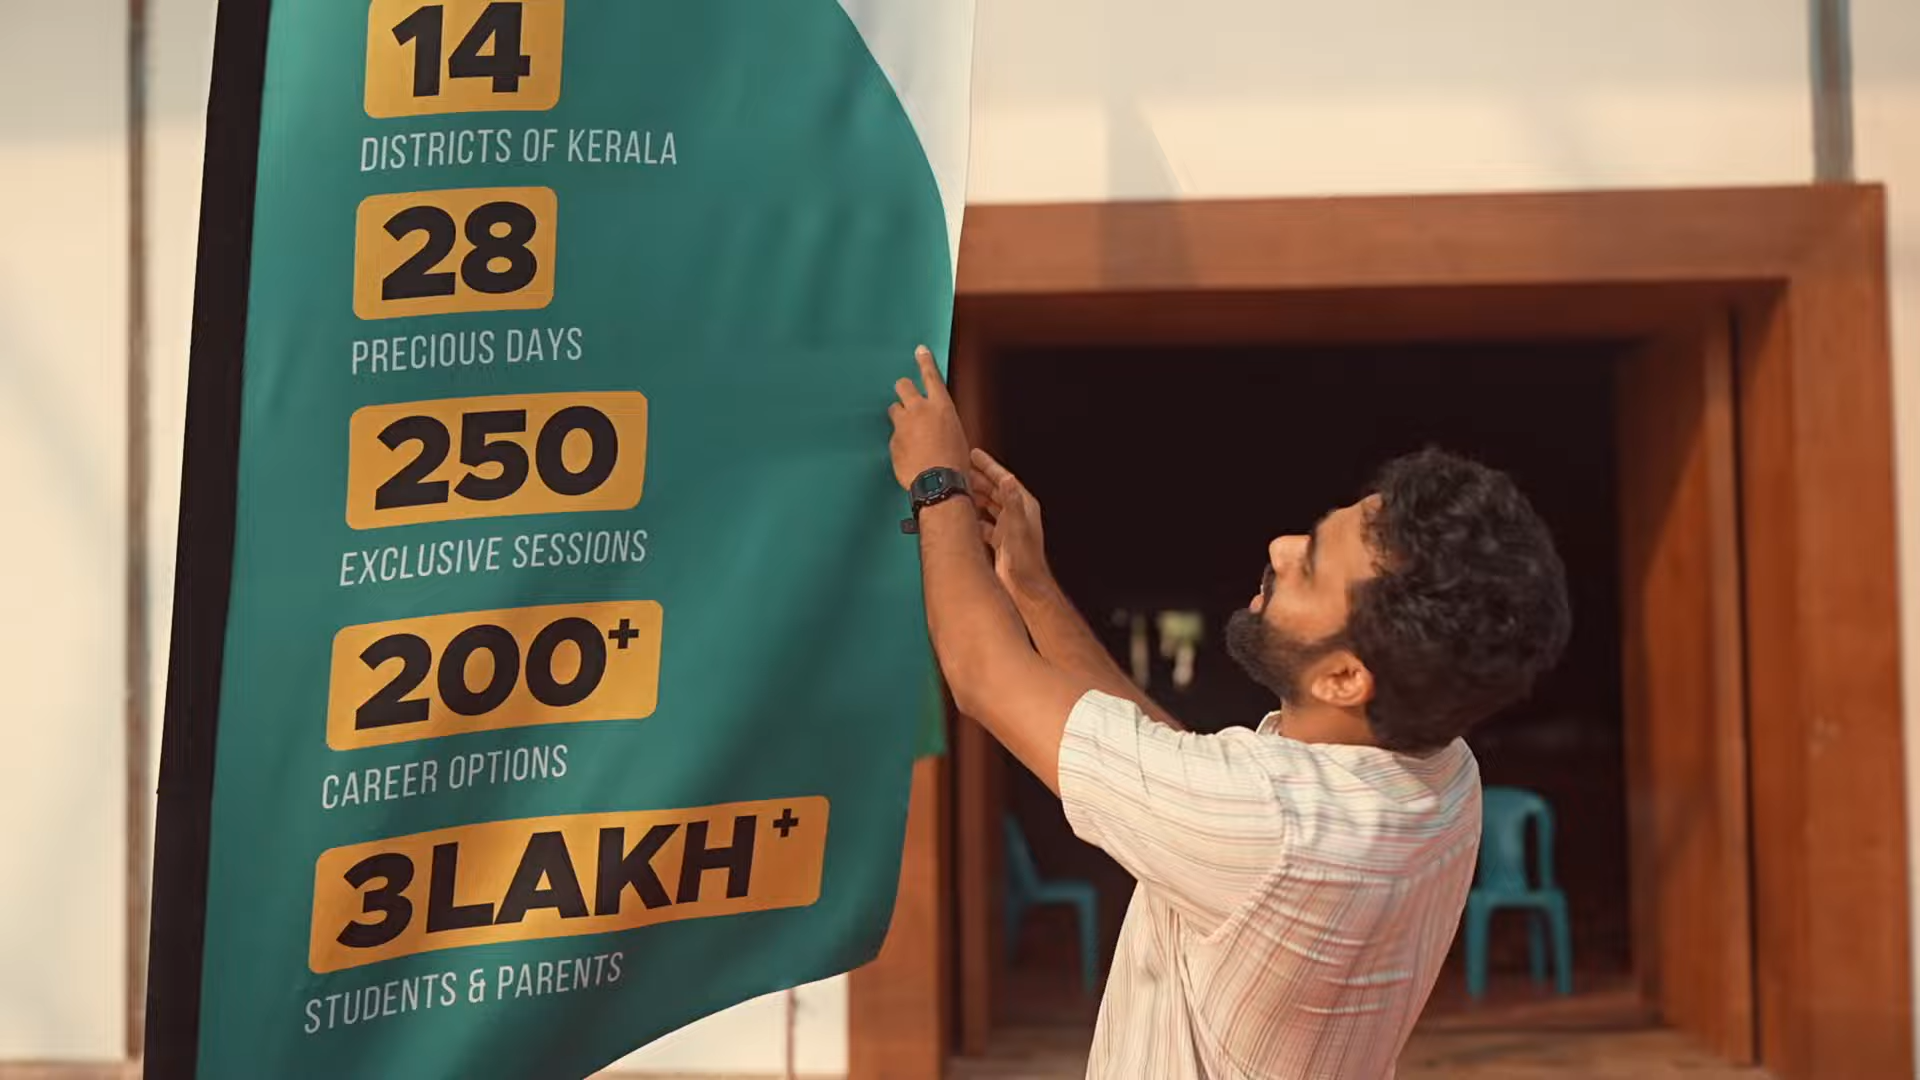 14
DISTRICTS OF KERALA
28
PRECIOUS DAYS
250
EXCLUSIVE SESSIONS
200+
CAREER OPTIONS
3LAKH+
STUDENTS & PARENTS